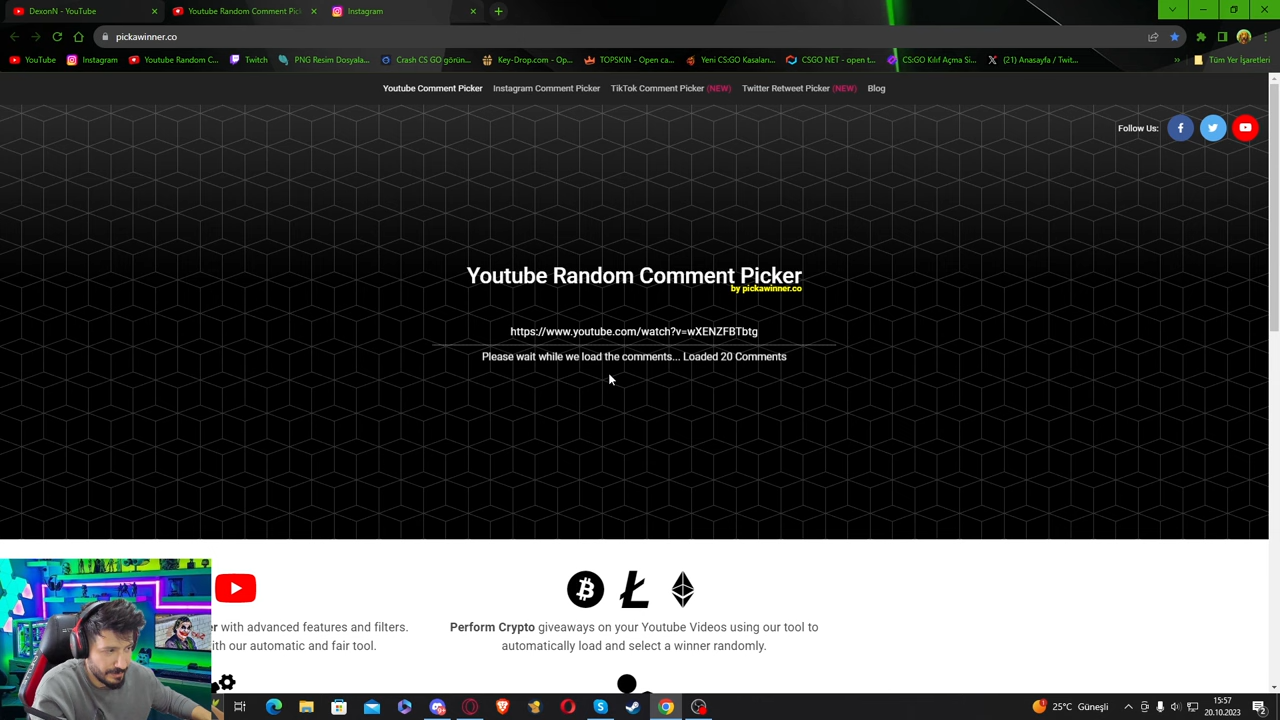 DexonN - YouTube
Youtube Random Comment Pick
Instagram
pickawinner.co
YouTube
Instagram
Youtube Random C...
Twitch
PNG Resim Dosyala...
Crash CS GO görün...
Key-Drop.com - Op...
TOPSKIN - Open ca...
Yeni CS:GO Kasaları...
CSGO NET - open t...
CS:GO Kılıf Açma Si...
(21) Anasayfa / Twit...
»
Tüm Yer İşaretleri
Youtube Comment Picker
Instagram Comment Picker
TikTok Comment Picker (NEW)
Twitter Retweet Picker (NEW)
Blog
Follow Us:
Youtube Random Comment Picker
by pickawinner.co
https://www.youtube.com/watch?v=wXENZFBTbtg
Please wait while we load the comments... Loaded 20 Comments
r with advanced features and filters.
ith our automatic and fair tool.
Perform Crypto giveaways on your Youtube Videos using our tool to
automatically load and select a winner randomly.
25°C Güneşli
15:57
20.10.2023
2